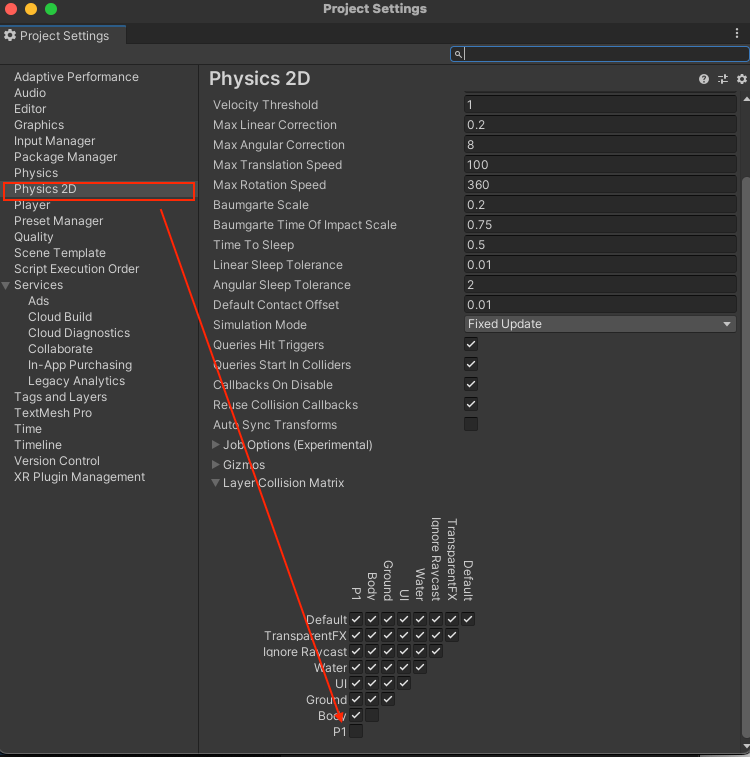 Project Settings
Project Settings
Adaptive Performance
Audio
Editor
Graphics
Input Manager
Package Manager
Physics
Physics 2D
Player
Preset Manager
Quality
Scene Template
Script Execution Order
Services
Ads
Cloud Build
Cloud Diagnostics
Collaborate
In-App Purchasing
Legacy Analytics
Tags and Layers
TextMesh Pro
Time
Timeline
Version Control
XR Plugin Management
Physics 2D
Velocity Threshold 1
Max Linear Correction 0.2
Max Angular Correction 8
Max Translation Speed 100
Max Rotation Speed 360
Baumgarte Scale 0.2
Baumgarte Time Of Impact Scale 0.75
Time To Sleep 0.5
Linear Sleep Tolerance 0.01
Angular Sleep Tolerance 2
Default Contact Offset 0.01
Simulation Mode Fixed Update
Queries Hit Triggers
Queries Start In Colliders
Callbacks On Disable
Reuse Collision Callbacks
Auto Sync Transforms
Job Options (Experimental)
Gizmos
Layer Collision Matrix
P1
Body
Ground
UI
Water
Ignore Raycast
TransparentFX
Default
Default
TransparentFX
Ignore Raycast
Water
UI
Ground
Body
P1